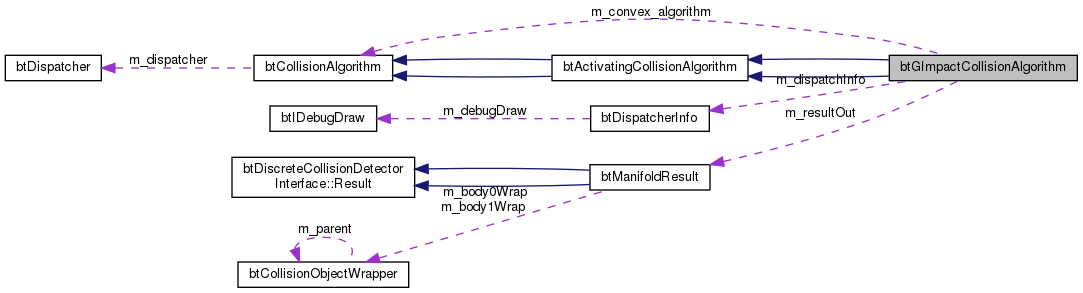 m_convex_algorithm
m_dispatcher
btDispatcher
btCollisionAlgorithm
btActivatingCollisionAlgorithm
btGImpactCollisionAlgorithm
m_dispatchInfo
m_debugDraw
m_resultOut
btIDebugDraw
btDispatcherInfo
btDiscreteCollisionDetector
Interface::Result
btManifoldResult
m_body0Wrap
m_body1Wrap
m_parent
btCollisionObjectWrapper